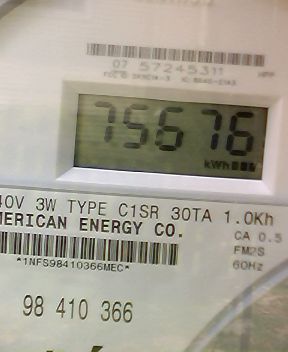 07 57245311
75676
kWh
40V 3W TYPE C1SR 30TA 1.0Kh
MERICAN ENERGY CO.
CA 0.5
FM2S
*1NFS98410366MEC*
60Hz
98 410 366